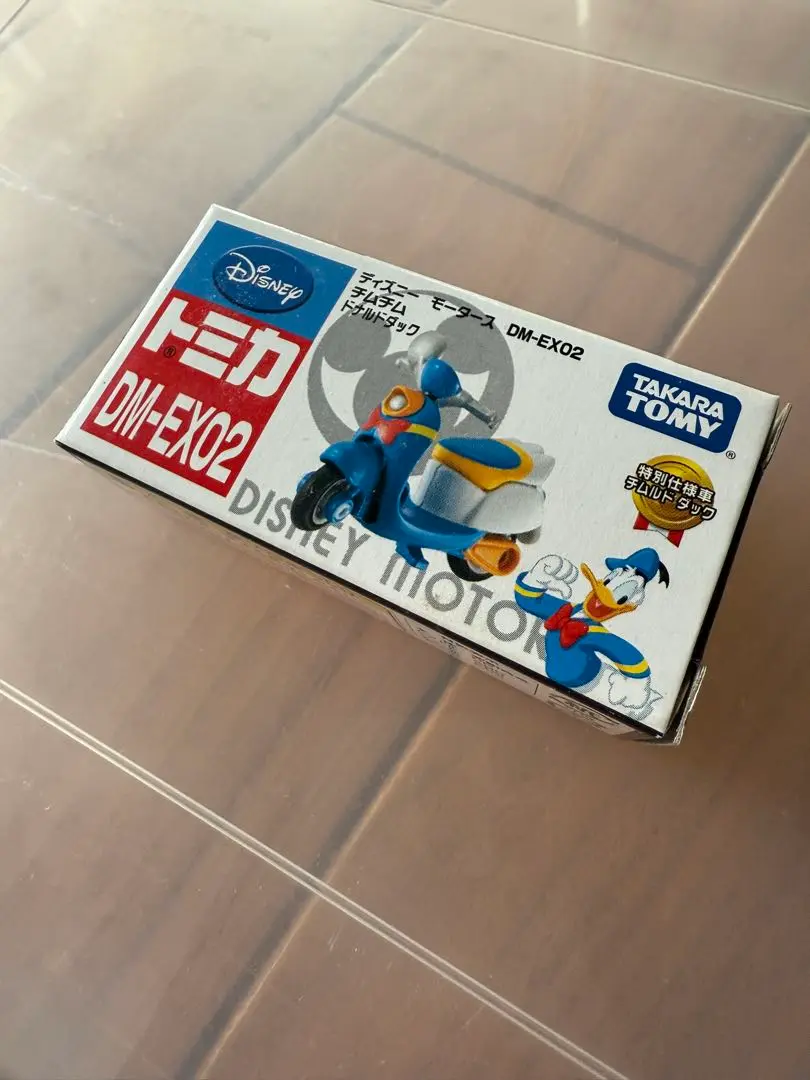 Disney
トミカ
DM-EX02
ディズニー モータース DM-EX02
チムチム
ドナルドダック
TAKARA
TOMY
特別仕様車
チムルド ダック
DISNEY MOTOR